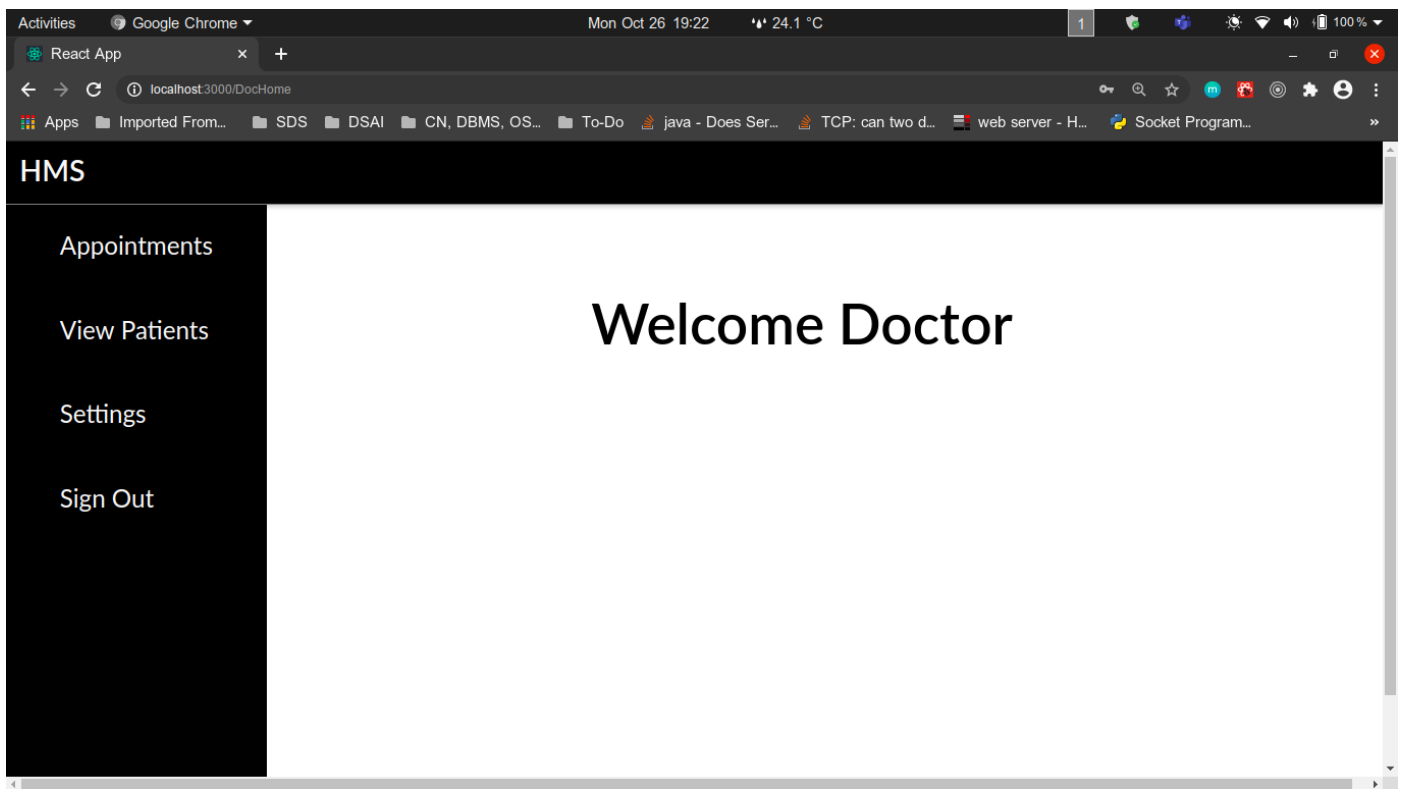 Activities Google Chrome Mon Oct 26 19:22 24.1 °C 1 100 %
React App
localhost:3000/DocHome m
Apps Imported From... SDS DSAI CN, DBMS, OS... To-Do java - Does Ser... TCP: can two d... web server - H... Socket Program... »
HMS
Appointments
Welcome Doctor
View Patients
Settings
Sign Out